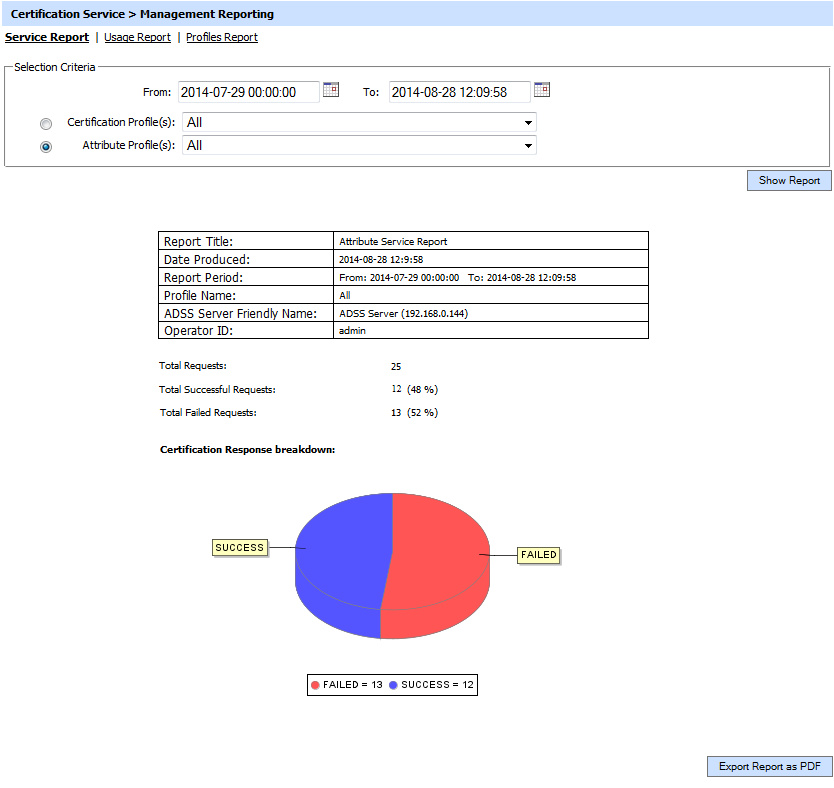 Certification Service > Management Reporting
Service Report | Usage Report | Profiles Report
Selection Criteria
From: 2014-07-29 00:00:00 To: 2014-08-28 12:09:58
Certification Profile(s): All
Attribute Profile(s): All
Show Report
Report Title: Attribute Service Report
Date Produced: 2014-08-28 12:9:58
Report Period: From: 2014-07-29 00:00:00 To: 2014-08-28 12:09:58
Profile Name: All
ADSS Server Friendly Name: ADSS Server (192.168.0.144)
Operator ID: admin
Total Requests: 25
Total Successful Requests: 12 (48 %)
Total Failed Requests: 13 (52 %)
Certification Response breakdown:
SUCCESS
FAILED
FAILED = 13 SUCCESS = 12
Export Report as PDF